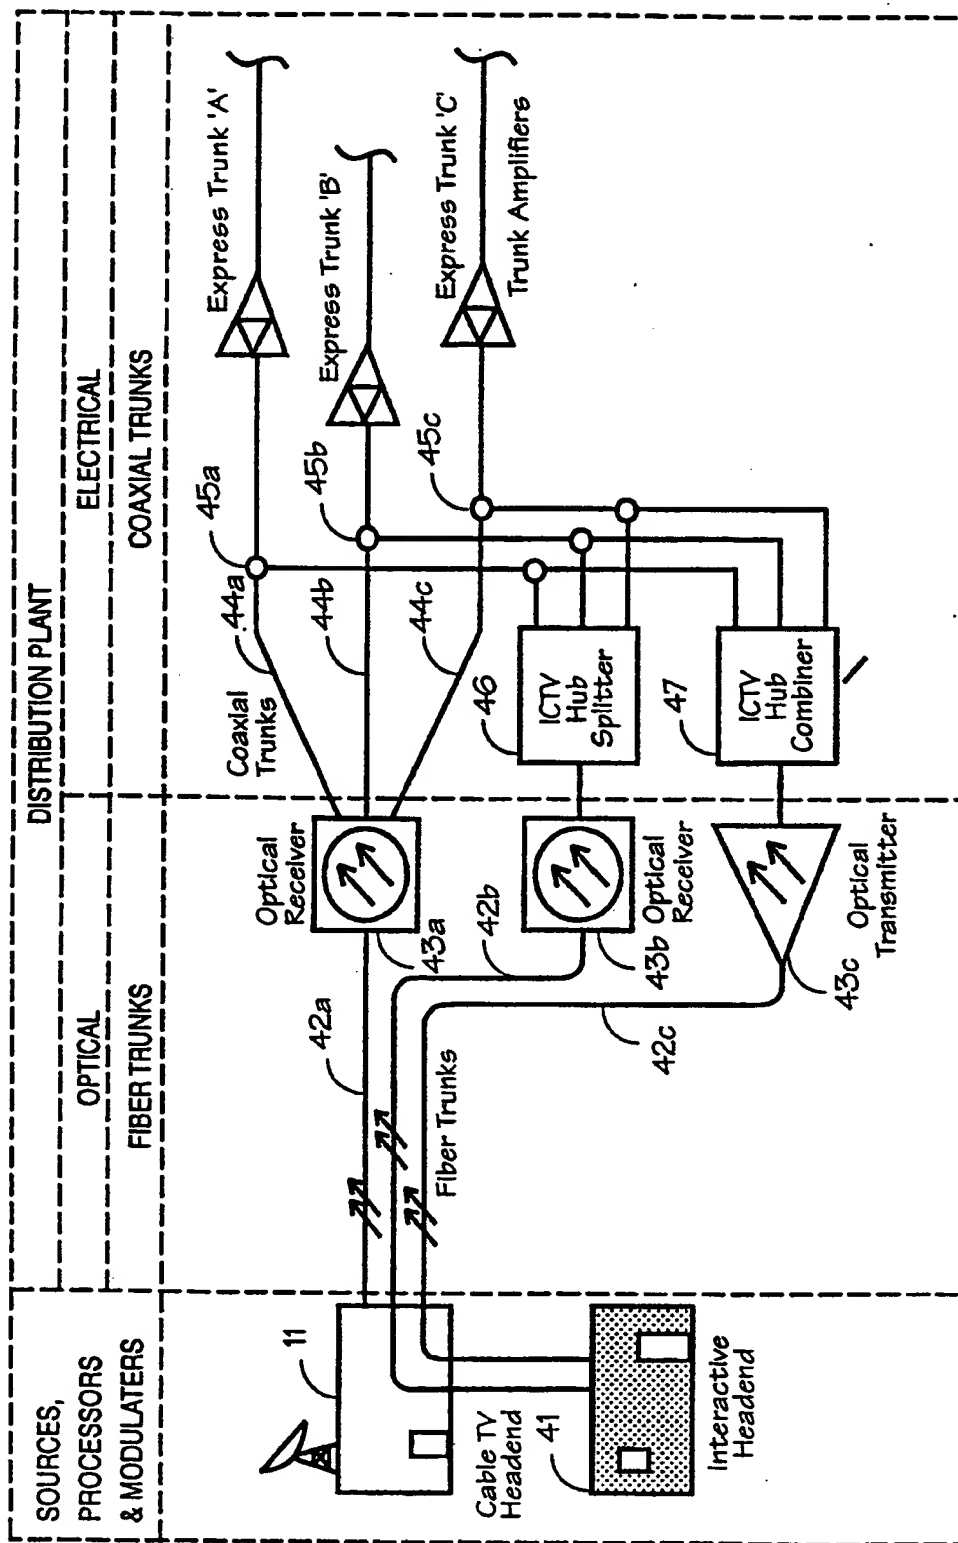 DISTRIBUTION PLANT
SOURCES,
PROCESSORS
& MODULATERS
OPTICAL
ELECTRICAL
FIBER TRUNKS
COAXIAL TRUNKS
Express Trunk 'A'
Express Trunk 'B'
Express Trunk 'C'
Trunk Amplifiers
45a
45b
45c
44a
44b
44c
Coaxial
Trunks
Optical
Receiver
43a
42a
11
Cable TV
Headend
41
Interactive
Headend
Fiber Trunks
42b
42c
43b
Optical
Receiver
46
ICTV
Hub
Splitter
47
ICTV
Hub
Combiner
43c
Optical
Transmitter